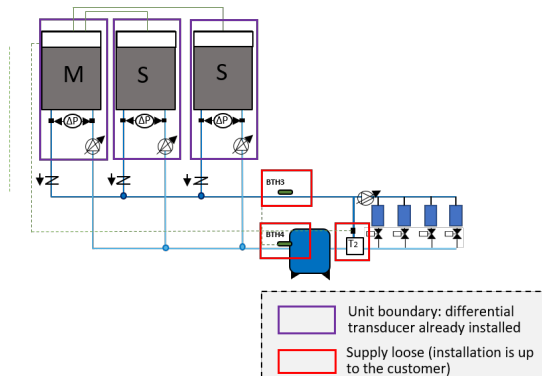 M
S
S
ΔP
ΔP
ΔP
BTH3
BTH4
T2
Unit boundary: differential
transducer already installed
Supply loose (installation is up
to the customer)